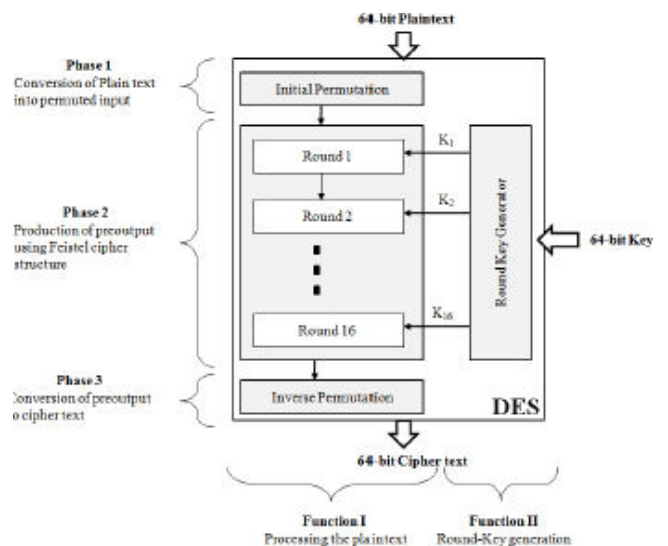 64-bit Plaintext
Phase 1
Conversion of Plain text
into permuted input
Initial Permutation
Phase 2
Production of preoutput
using Feistel cipher
structure
Round 1
K1
Round 2
K2
Round 16
K16
Round Key Generator
64-bit Key
Phase 3
Conversion of preoutput
to cipher text
Inverse Permutation
DES
64-bit Cipher text
Function I
Processing the plaintext
Function II
Round-Key generation